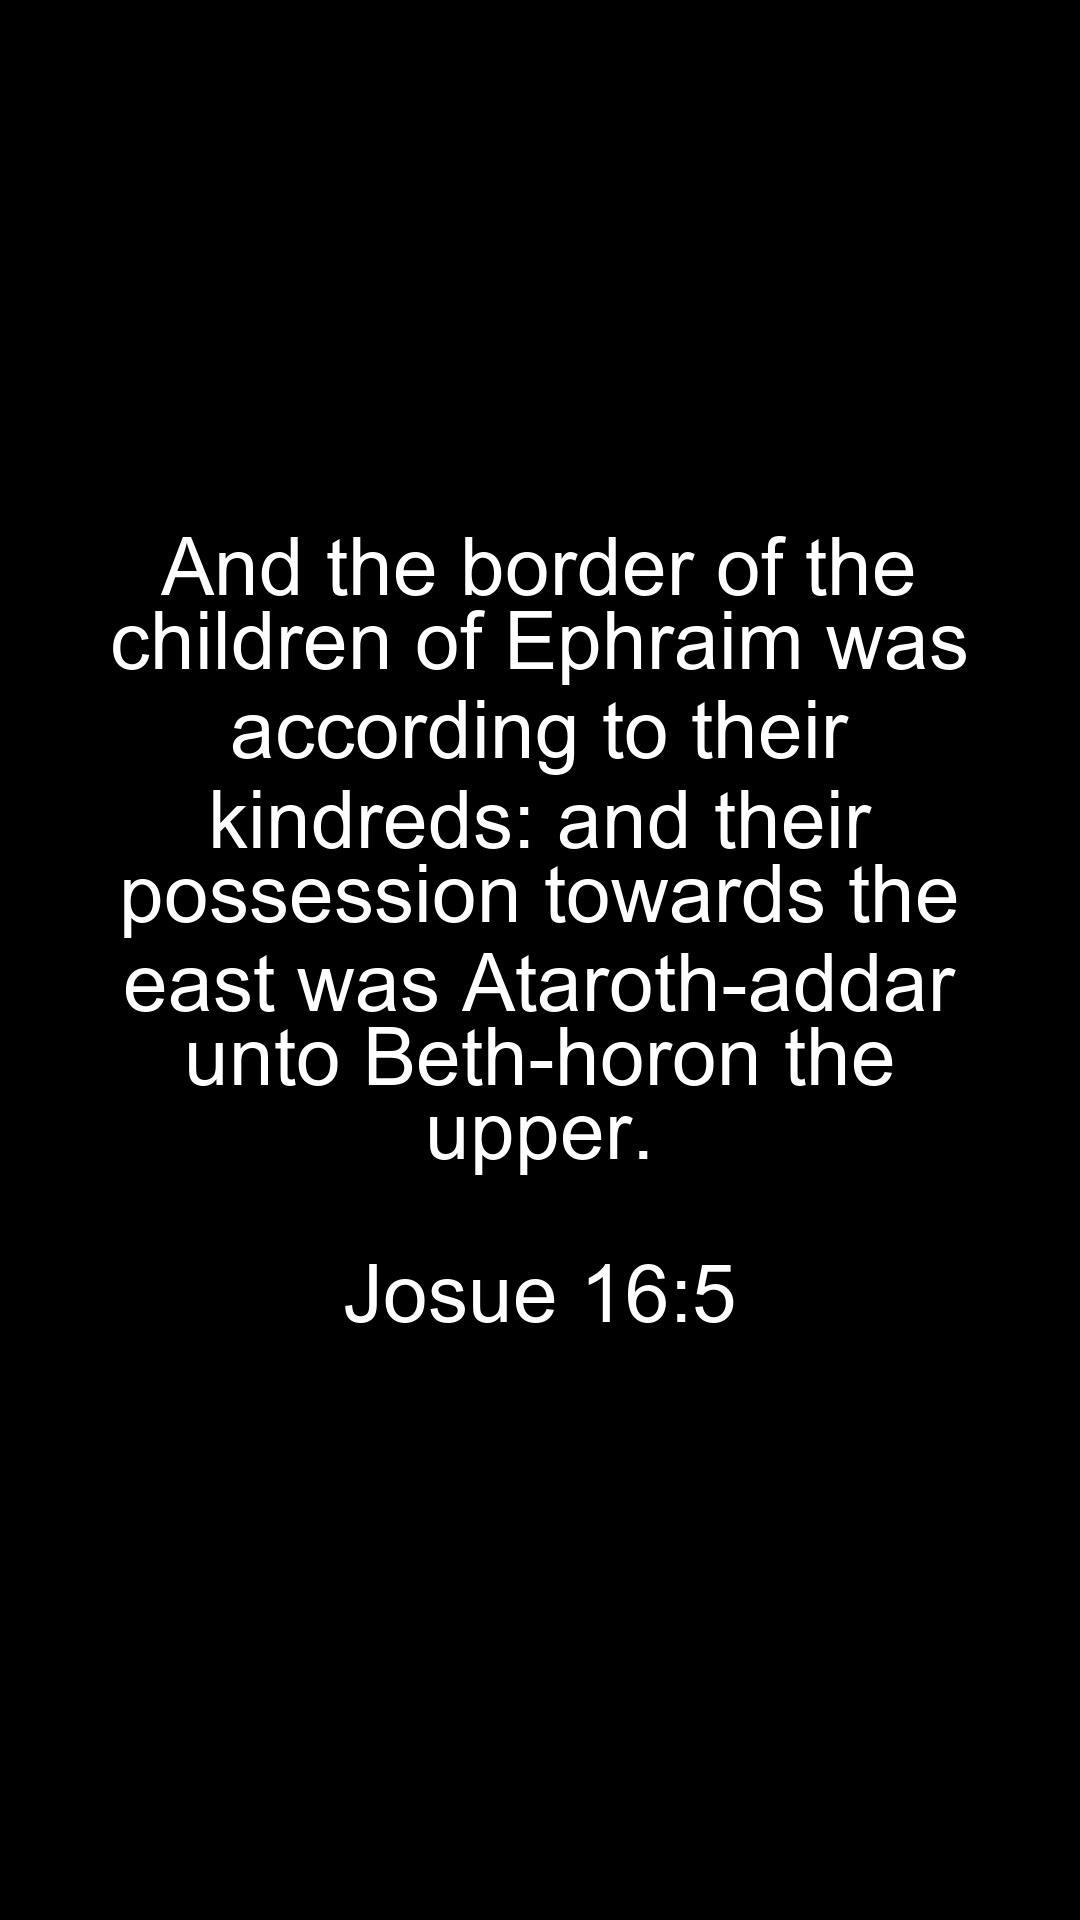 And the border of the
children of Ephraim was
according to their
kindreds: and their
possession towards the
east was Ataroth-addar
unto Beth-horon the
upper.
Josue 16:5